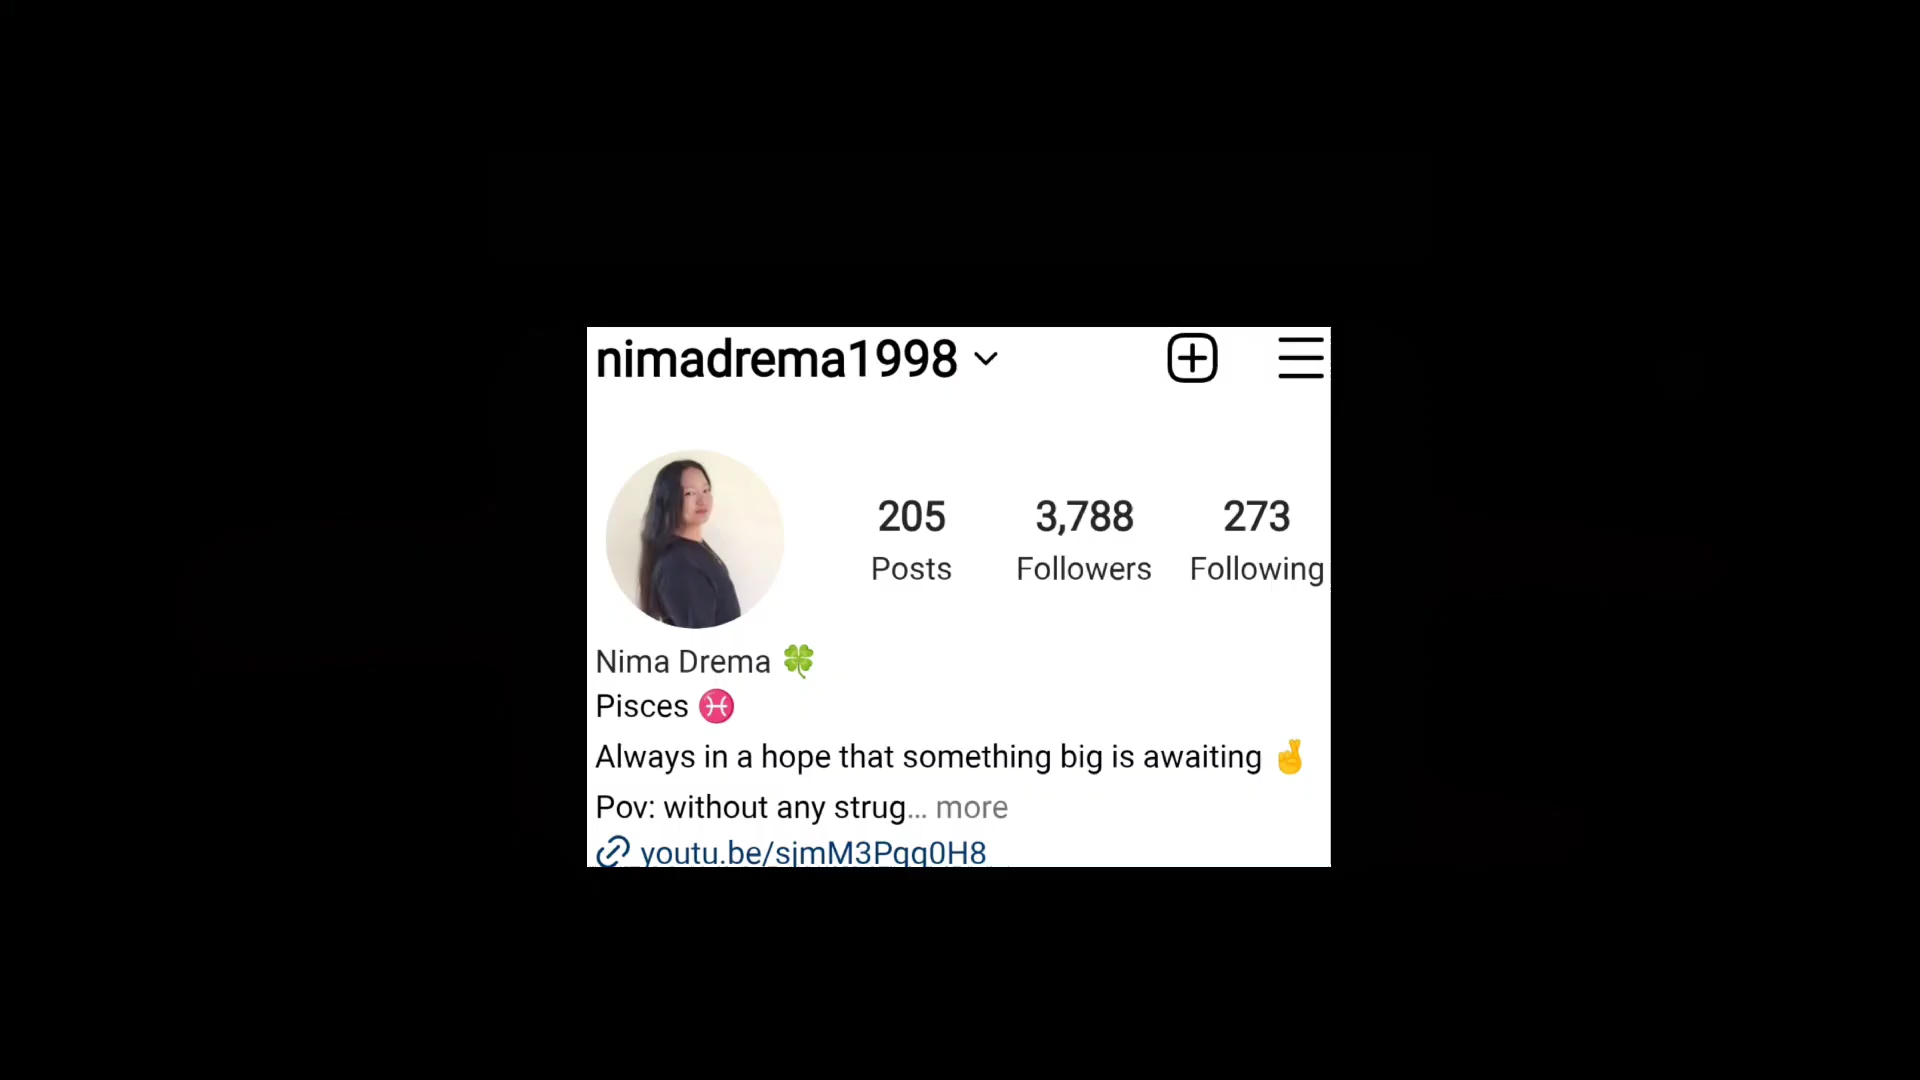 nimadrema1998
205 3,788 273
Posts Followers Following
Nima Drema 🍀
Pisces ♓
Always in a hope that something big is awaiting 🤞
Pov: without any strug... more
youtu.be/sjmM3Pqq0H8